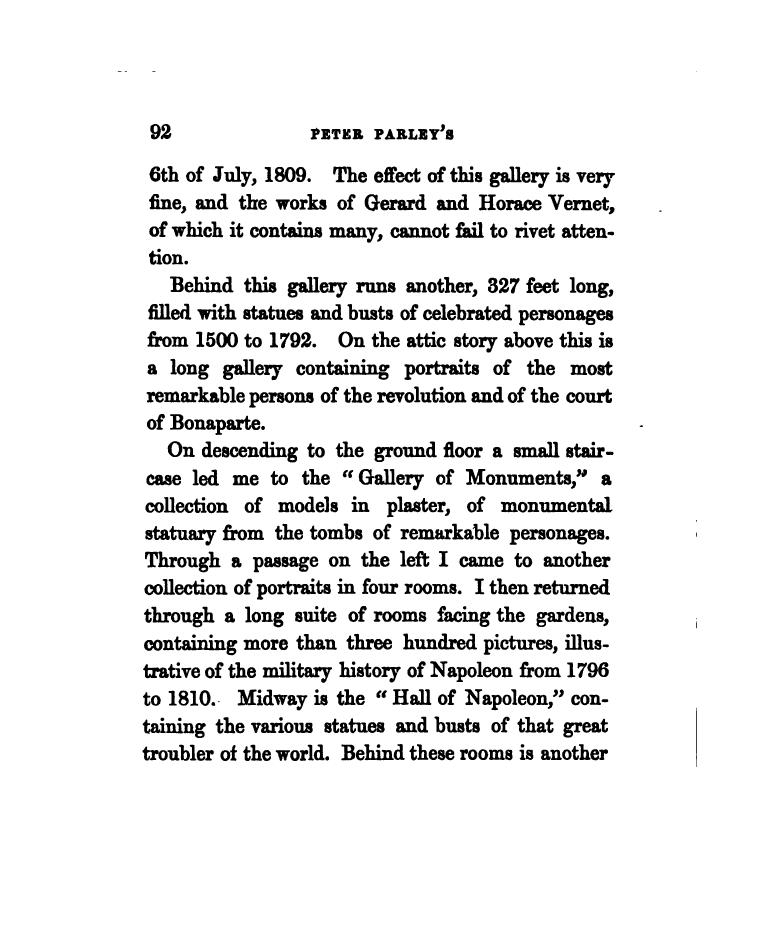 92 PETER PARLEY'S
6th of July, 1809. The effect of this gallery is very
fine, and the works of Gerard and Horace Vernet,
of which it contains many, cannot fail to rivet atten-
tion.
Behind this gallery runs another, 327 feet long,
filled with statues and busts of celebrated personages
from 1500 to 1792. On the attic story above this is
a long gallery containing portraits of the most
remarkable persons of the revolution and of the court
of Bonaparte.
On descending to the ground floor a small stair-
case led me to the "Gallery of Monuments," a
collection of models in plaster, of monumental
statuary from the tombs of remarkable personages.
Through a passage on the left I came to another
collection of portraits in four rooms. I then returned
through a long suite of rooms facing the gardens,
containing more than three hundred pictures, illus-
trative of the military history of Napoleon from 1796
to 1810. Midway is the "Hall of Napoleon," con-
taining the various statues and busts of that great
troubler of the world. Behind these rooms is another